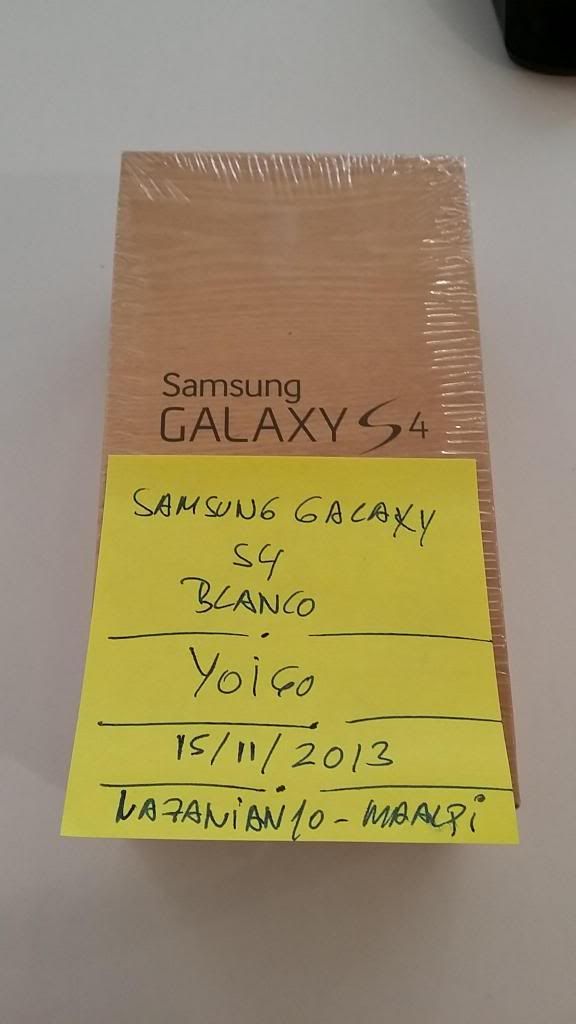 Samsung
GALAXY S4
SAMSUNG GALAXY
S4
BLANCO
YOiGO
15/11/2013